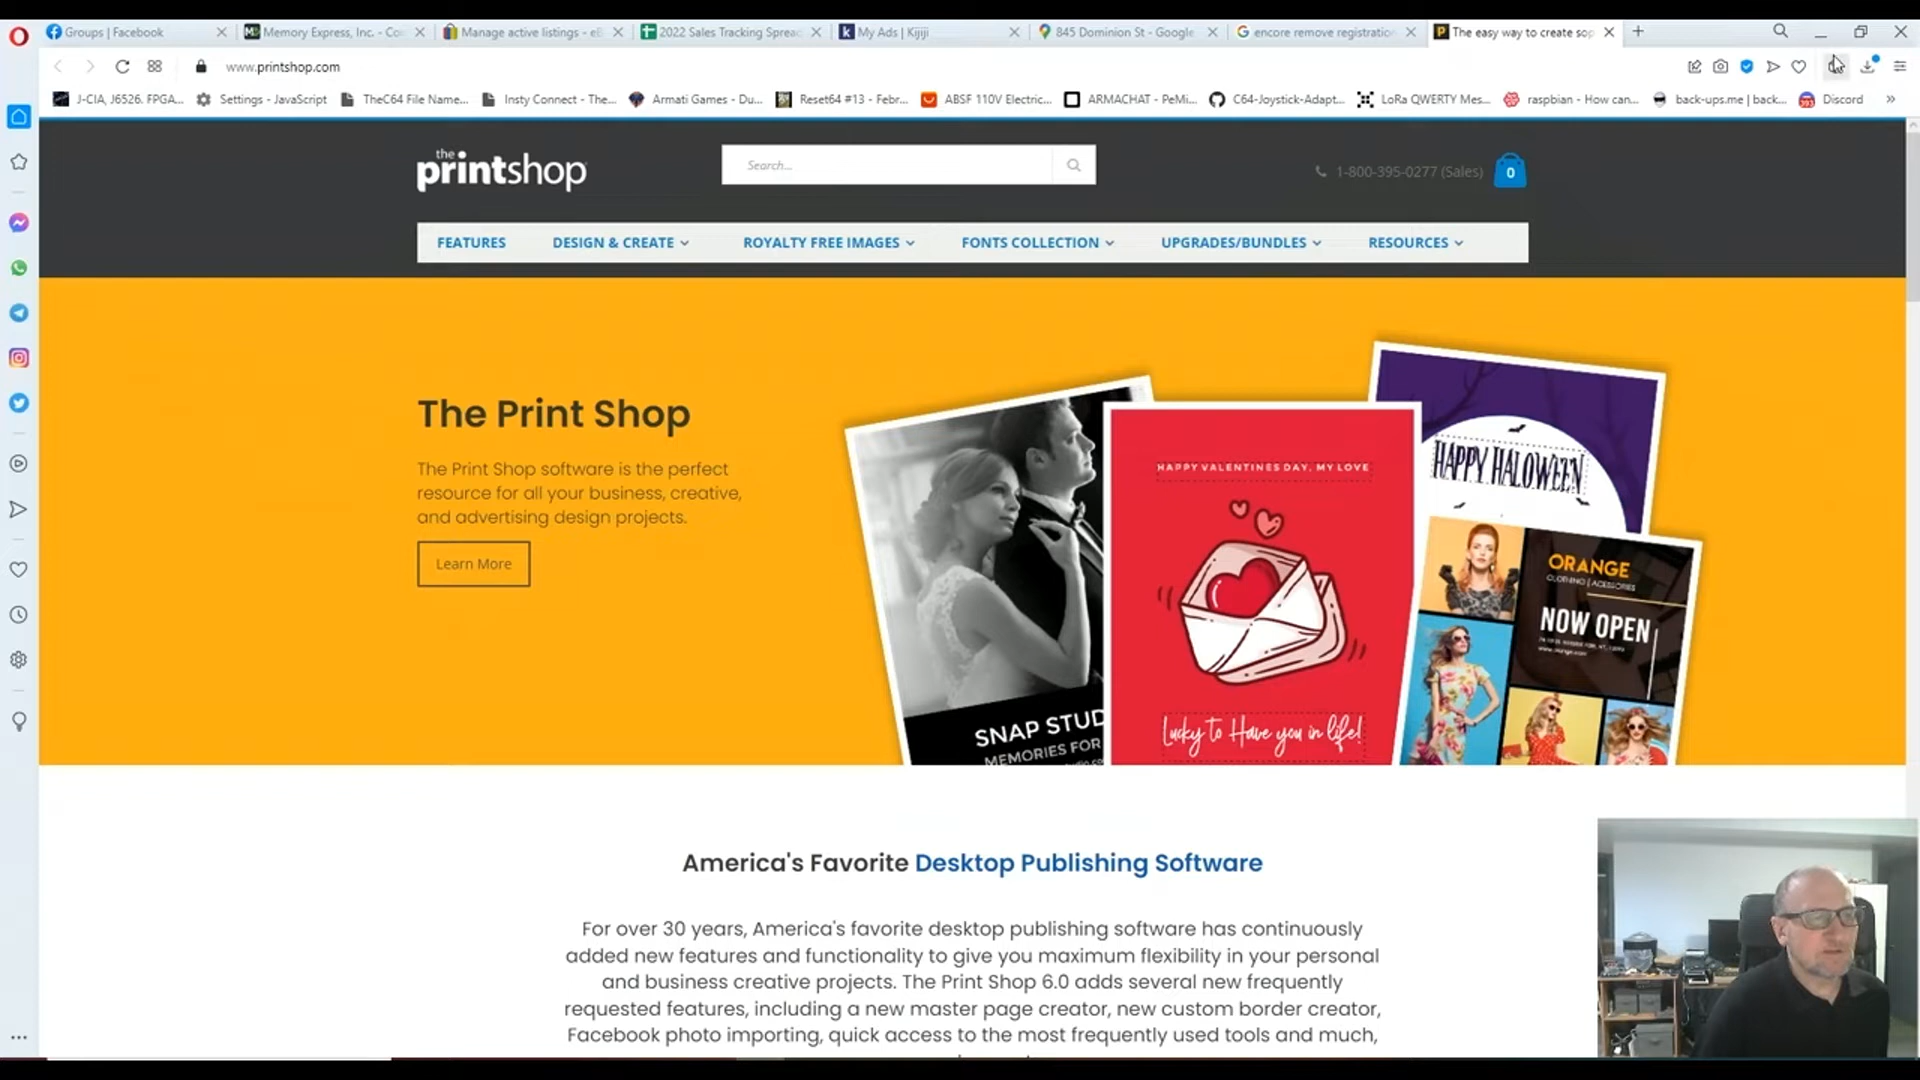 Groups | Facebook
Memory Express, Inc. - Co
Manage active listings - eB
2022 Sales Tracking Spread
My Ads | Kijiji
845 Dominion St - Google
encore remove registration
The easy way to create sop
www.printshop.com
J-CIA, J6526. FPGA...
Settings - JavaScript
TheC64 File Name...
Insty Connect - The...
Armati Games - Du...
Reset64 #13 - Febr...
ABSF 110V Electric...
ARMACHAT - PeMi...
C64-Joystick-Adapt...
LoRa QWERTY Mes...
raspbian - How can...
back-ups.me | back...
Discord
the
printshop
Search...
1-800-395-0277 (Sales)
0
FEATURES
DESIGN & CREATE
ROYALTY FREE IMAGES
FONTS COLLECTION
UPGRADES/BUNDLES
RESOURCES
The Print Shop
The Print Shop software is the perfect
resource for all your business, creative,
and advertising design projects.
Learn More
SNAP STUD
MEMORIES FOR
HAPPY VALENTINES DAY, MY LOVE
Lucky to Have you in life!
HAPPY HALOWEEN
ORANGE
CLOTHING | ACESSORIES
NOW OPEN
www.orange.com
America's Favorite Desktop Publishing Software
For over 30 years, America's favorite desktop publishing software has continuously
added new features and functionality to give you maximum flexibility in your personal
and business creative projects. The Print Shop 6.0 adds several new frequently
requested features, including a new master page creator, new custom border creator,
Facebook photo importing, quick access to the most frequently used tools and much,